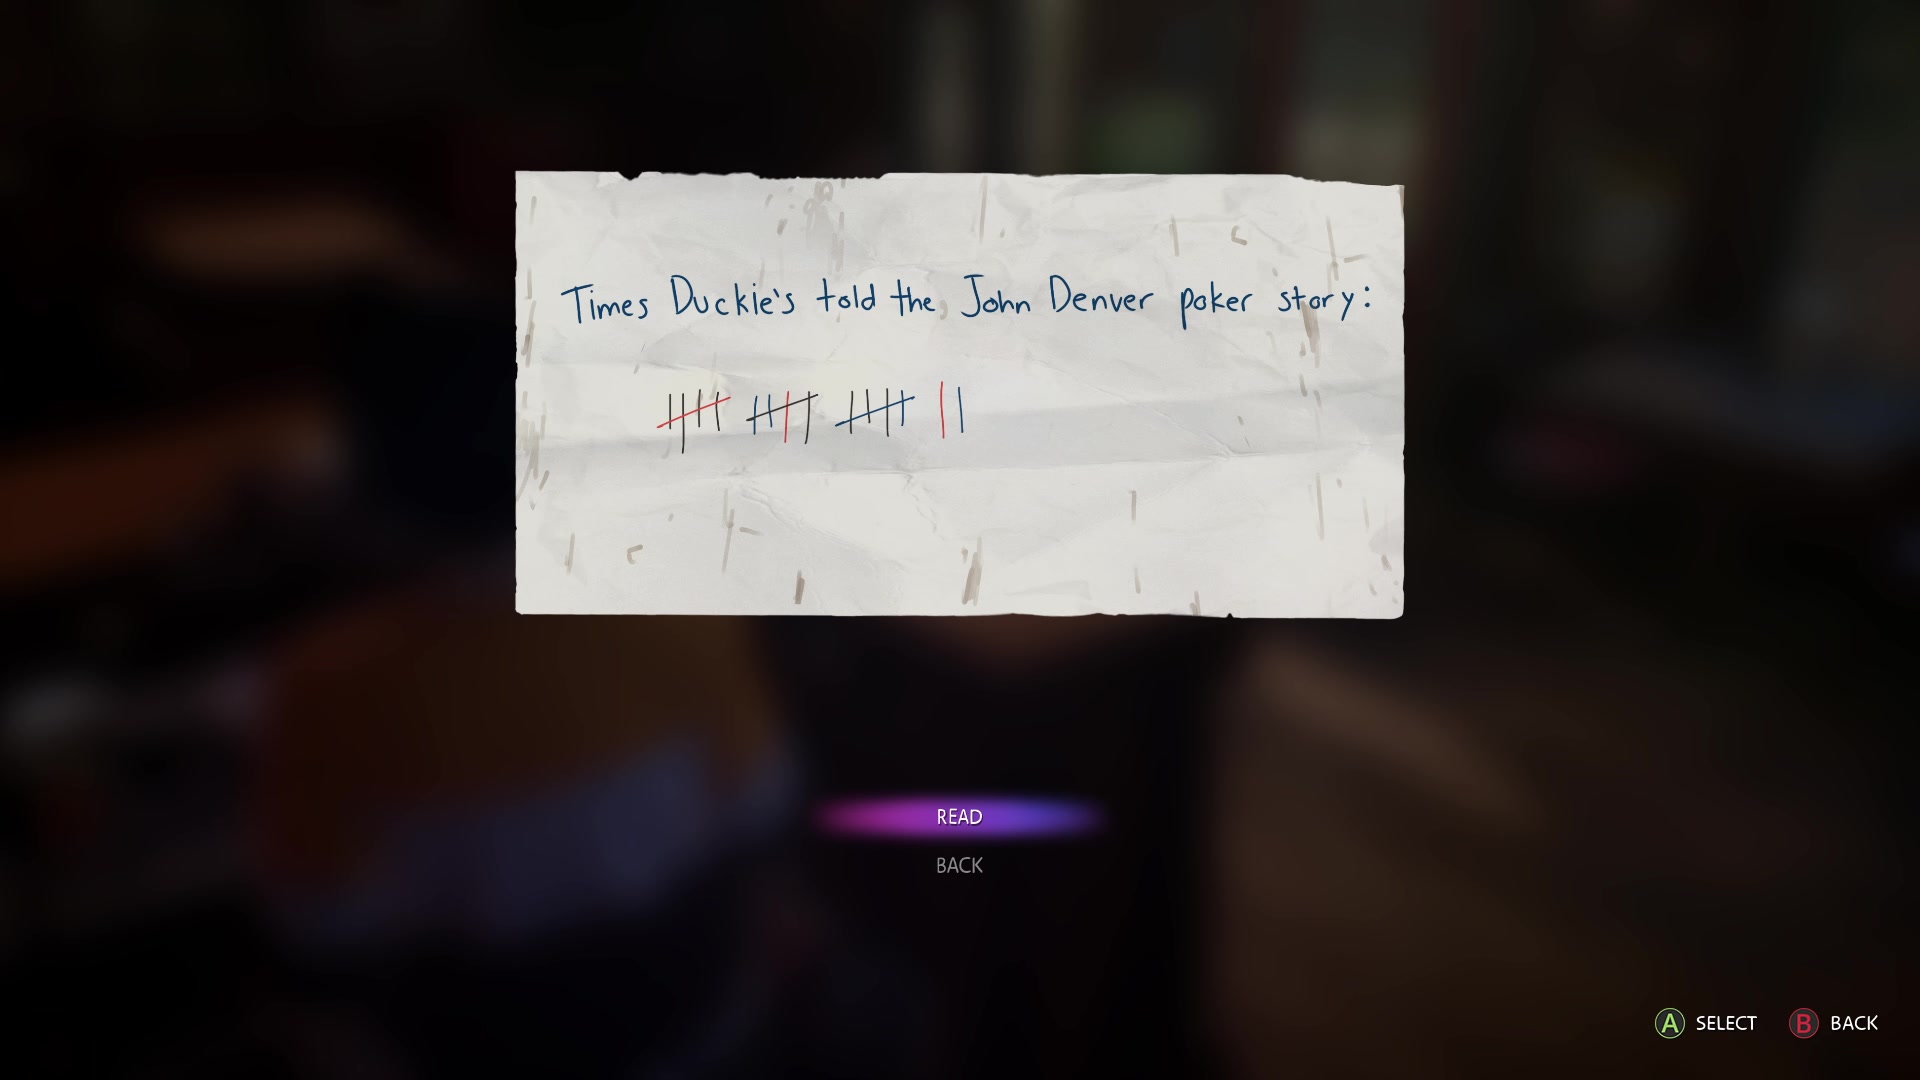 Times Duckie's told the John Denver poker story:
READ
BACK
A SELECT B BACK